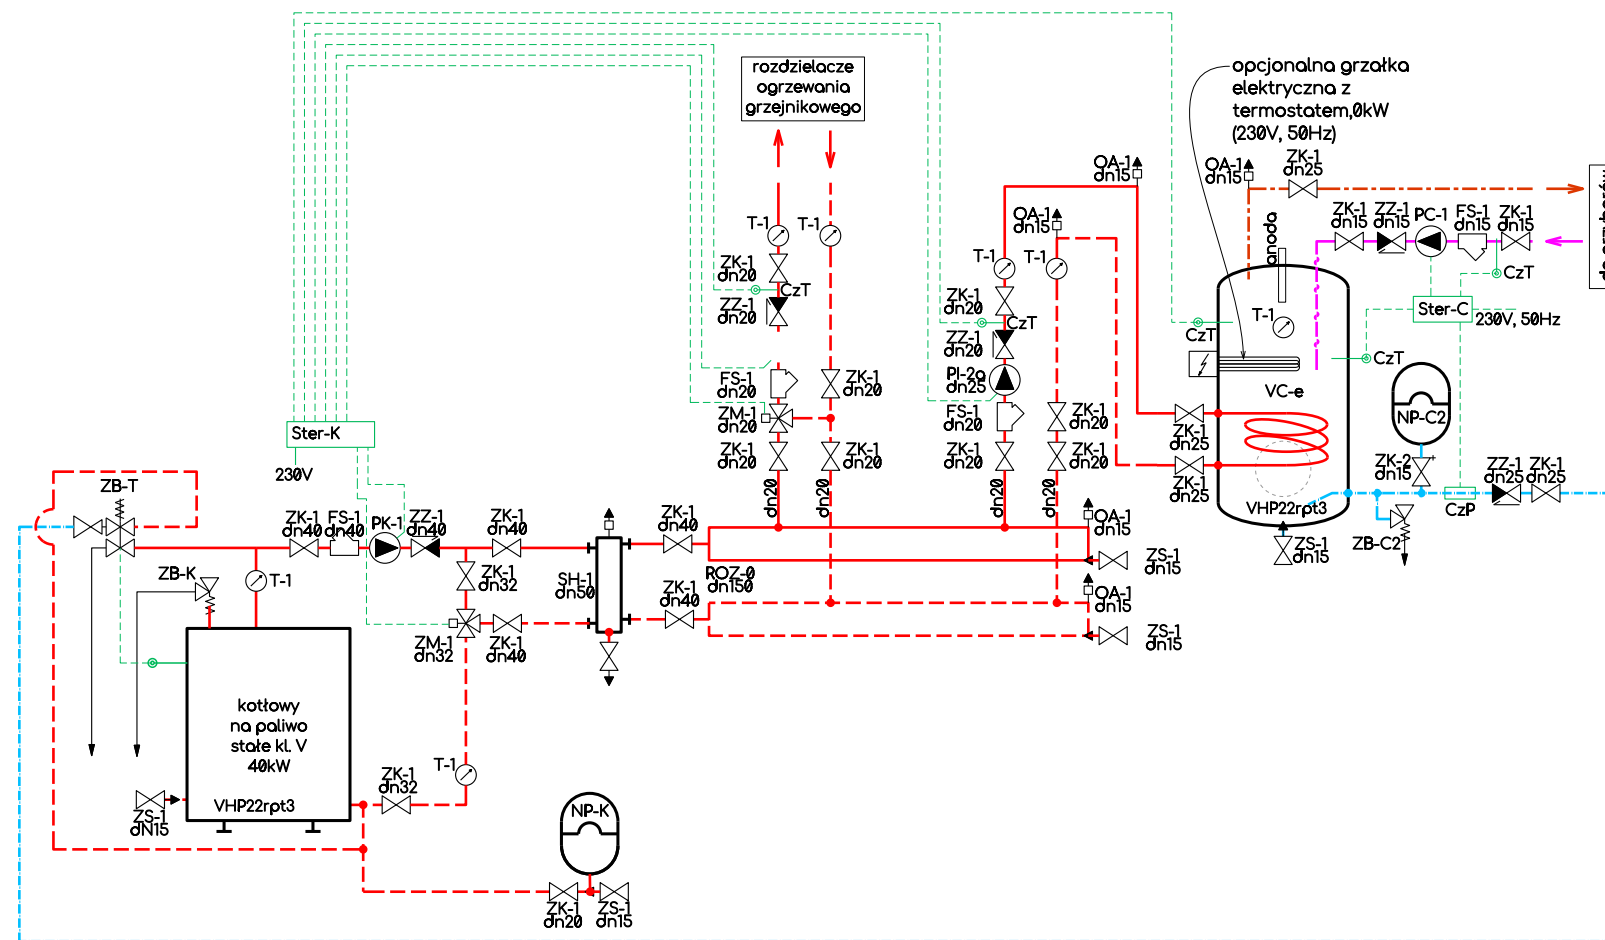 rozdzielacze
ogrzewania
grzejnikowego
opcjonalna grzałka
elektryczna z
termostatem,0kW
(230V, 50Hz)
OA-1
dn15
OA-1
dn15
ZK-1
dn25
OA-1
dn15
anoda
ZK-1
dn15
ZZ-1
dn15
PC-1
FS-1
dn15
ZK-1
dn15
T-1
T-1
T-1
T-1
ZK-1
dn20
CzT
ZZ-1
dn20
ZK-1
dn20
CzT
ZZ-1
dn20
PI-2a
dn25
CzT
T-1
CzT
Ster-C
230V, 50Hz
CzT
FS-1
dn20
ZK-1
dn20
ZM-1
dn20
FS-1
dn20
ZK-1
dn20
ZK-1
dn20
ZK-1
dn20
ZK-1
dn20
ZK-1
dn20
VC-e
NP-C2
ZK-1
dn25
ZK-1
dn25
ZK-2
dn15
ZZ-1
dn25
ZK-1
dn25
CzP
VHP22rpt3
ZS-1
dn15
ZB-C2
Ster-K
230V
dn20
dn20
dn20
dn20
ZB-T
ZK-1
dn40
FS-1
dn40
PK-1
ZZ-1
dn40
ZK-1
dn40
ZK-1
dn40
OA-1
dn15
ZS-1
dn15
ZB-K
T-1
ZK-1
dn32
SH-1
dn50
ZK-1
dn40
ROZ-0
dn150
OA-1
dn15
ZS-1
dn15
ZM-1
dn32
ZK-1
dn40
kotłowy
na paliwo
stałe kl. V
40kW
VHP22rpt3
T-1
ZK-1
dn32
ZS-1
dN15
NP-K
ZK-1
dn20
ZS-1
dn15